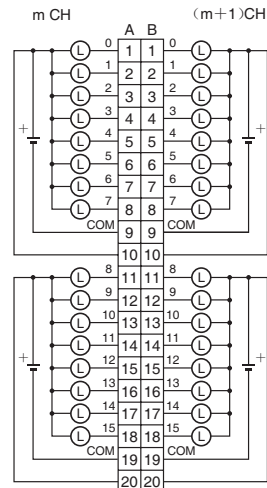 m CH (m+1)CH
A B
L 0 1 1 0 L
L 1 2 2 1 L
L 2 3 3 2 L
L 3 4 4 3 L
+ L 4 5 5 4 L +
L 5 6 6 5 L
L 6 7 7 6 L
L 7 8 8 7 L
COM 9 9 COM
10 10
L 8 11 11 8 L
L 9 12 12 9 L
L 10 13 13 10 L
L 11 14 14 11 L
+ L 12 15 15 12 L +
L 13 16 16 13 L
L 14 17 17 14 L
L 15 18 18 15 L
COM 19 19 COM
20 20